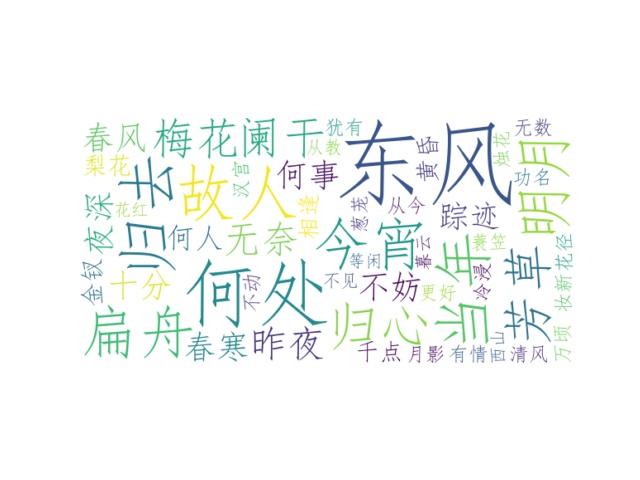 春风
梅花
阑干
犹有
从教
东风
黄昏
烛花
无数
功名
明月
梨花
归去
汉宫
故人
何事
夜深
花红
何人
无奈
相逢
葱茏
今宵
从今
踪迹
暮云
当年
蓑笠
芳草
花径
妆新
金钗
十分
何处
不动
等闲
不见
不妨
更好
冷浸
扁舟
春寒
昨夜
归心
千点
月影
有情
西山
清风
万顷